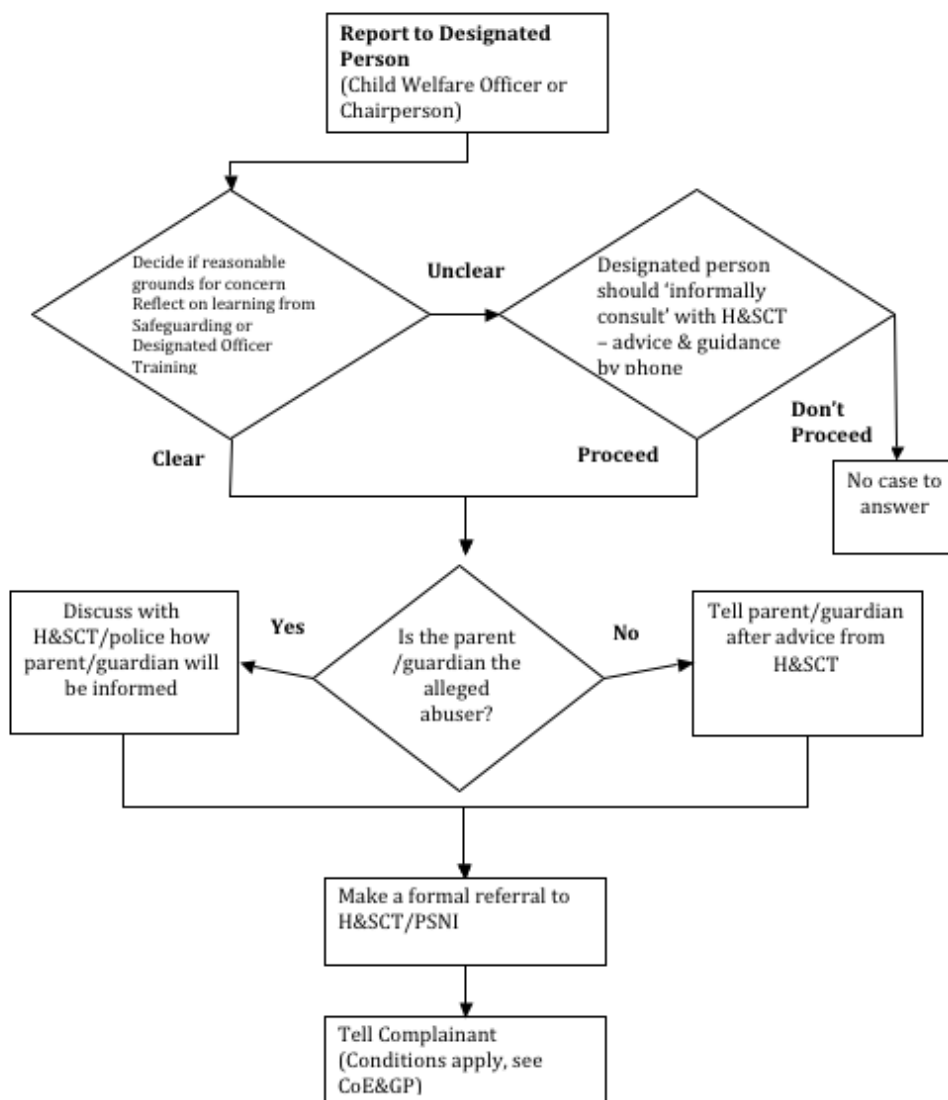 Report to Designated
Person
(Child Welfare Officer or
Chairperson)
Decide if reasonable
grounds for concern
Reflect on learning from
Safeguarding or
Designated Officer
Training
Unclear
Designated person
should ‘informally
consult’ with H&SCT
– advice & guidance
by phone
Don’t
Proceed
Clear
Proceed
No case to
answer
Discuss with
H&SCT/police how
parent/guardian will
be informed
Yes
Is the parent
/guardian the
alleged
abuser?
No
Tell parent/guardian
after advice from
H&SCT
Make a formal referral to
H&SCT/PSNI
Tell Complainant
(Conditions apply, see
CoE&GP)